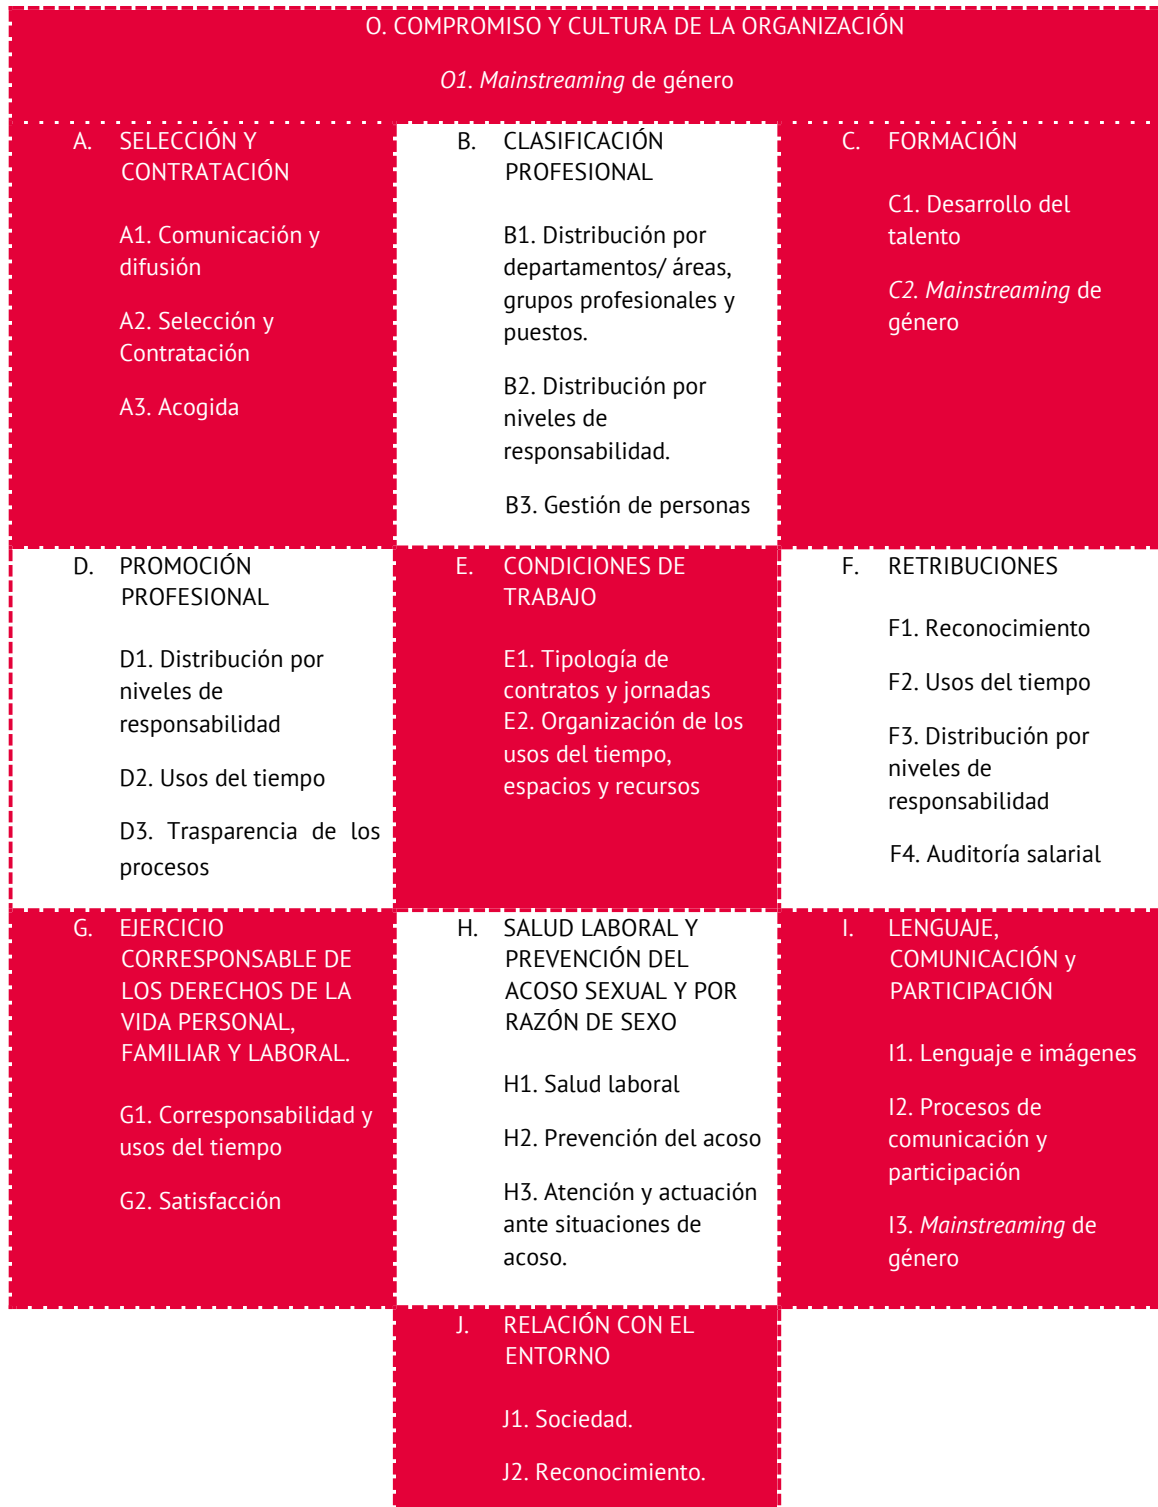 O. COMPROMISO Y CULTURA DE LA ORGANIZACIÓN
O1. Mainstreaming de género
A. SELECCIÓN Y
CONTRATACIÓN
A1. Comunicación y
difusión
A2. Selección y
Contratación
A3. Acogida
B. CLASIFICACIÓN
PROFESIONAL
B1. Distribución por
departamentos/ áreas,
grupos profesionales y
puestos.
B2. Distribución por
niveles de
responsabilidad.
B3. Gestión de personas
C. FORMACIÓN
C1. Desarrollo del
talento
C2. Mainstreaming de
género
D. PROMOCIÓN
PROFESIONAL
D1. Distribución por
niveles de
responsabilidad
D2. Usos del tiempo
D3. Trasparencia de los
procesos
E. CONDICIONES DE
TRABAJO
E1. Tipología de
contratos y jornadas
E2. Organización de los
usos del tiempo,
espacios y recursos
F. RETRIBUCIONES
F1. Reconocimiento
F2. Usos del tiempo
F3. Distribución por
niveles de
responsabilidad
F4. Auditoría salarial
G. EJERCICIO
CORRESPONSABLE DE
LOS DERECHOS DE LA
VIDA PERSONAL,
FAMILIAR Y LABORAL.
G1. Corresponsabilidad y
usos del tiempo
G2. Satisfacción
H. SALUD LABORAL Y
PREVENCIÓN DEL
ACOSO SEXUAL Y POR
RAZÓN DE SEXO
H1. Salud laboral
H2. Prevención del acoso
H3. Atención y actuación
ante situaciones de
acoso.
I. LENGUAJE,
COMUNICACIÓN y
PARTICIPACIÓN
I1. Lenguaje e imágenes
I2. Procesos de
comunicación y
participación
I3. Mainstreaming de
género
J. RELACIÓN CON EL
ENTORNO
J1. Sociedad.
J2. Reconocimiento.